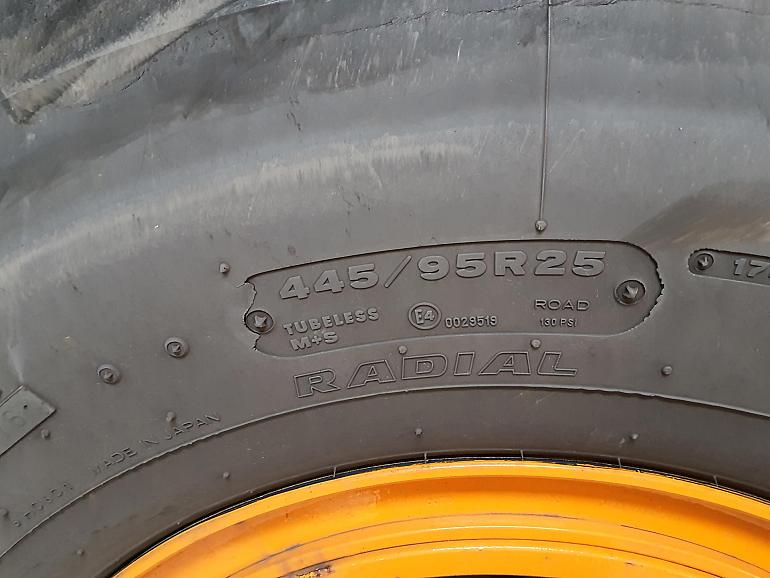 445/95R25
TUBELESS
M+S
E4 0029519
ROAD
130 PSI
RADIAL
MADE IN JAPAN